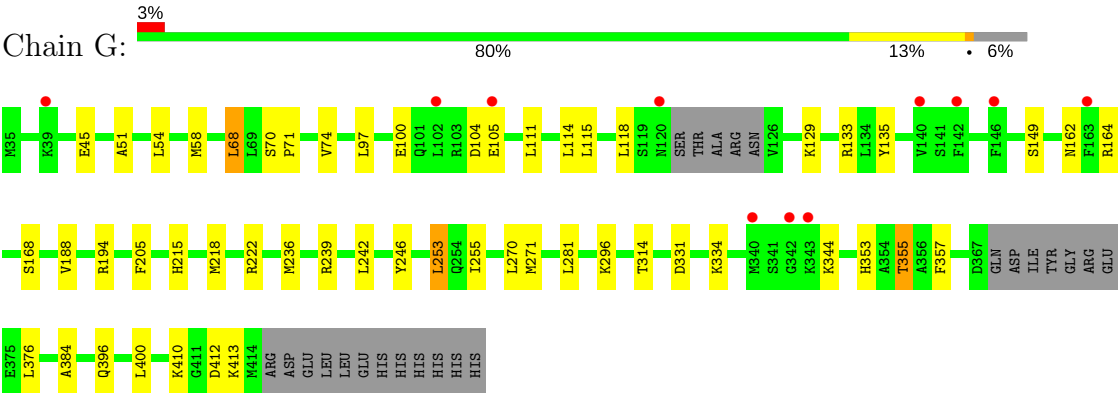 3%
Chain G:
80% 13% • 6%
M35 K39 E45 A51 L54 M58 L68 L69 S70 P71 V74 L97 E100 Q101 L102 R103 D104 E105 L111 L114 L115 L118 S119 N120 SER THR ALA ARG ASN V126 K129 R133 L134 Y135 V140 S141 F142 F146 S149 N162 F163 R164
S168 V188 R194 F205 H215 M218 R222 M236 R239 L242 Y246 L253 Q254 I255 L270 M271 L281 K296 T314 D331 K334 M340 S341 G342 K343 K344 H353 A354 T355 A356 F357 D367 GLN ASP ILE TYR GLY ARG GLU
E375 L376 A384 Q396 L400 K410 G411 D412 K413 M414 ARG ASP GLU LEU LEU GLU HIS HIS HIS HIS HIS HIS